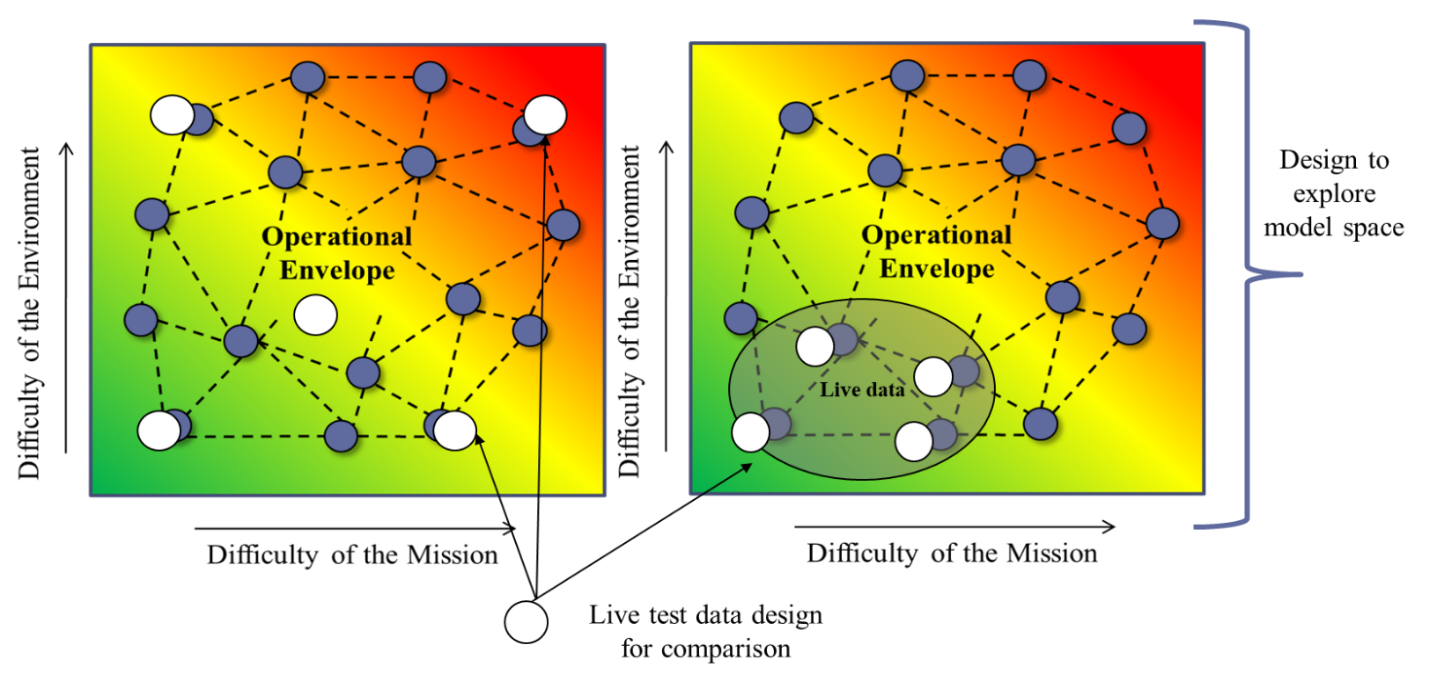 Difficulty of the Environment
Operational
Envelope
Difficulty of the Mission
Difficulty of the Environment
Operational
Envelope
Live data
Difficulty of the Mission
Design to
explore
model space
Live test data design
for comparison